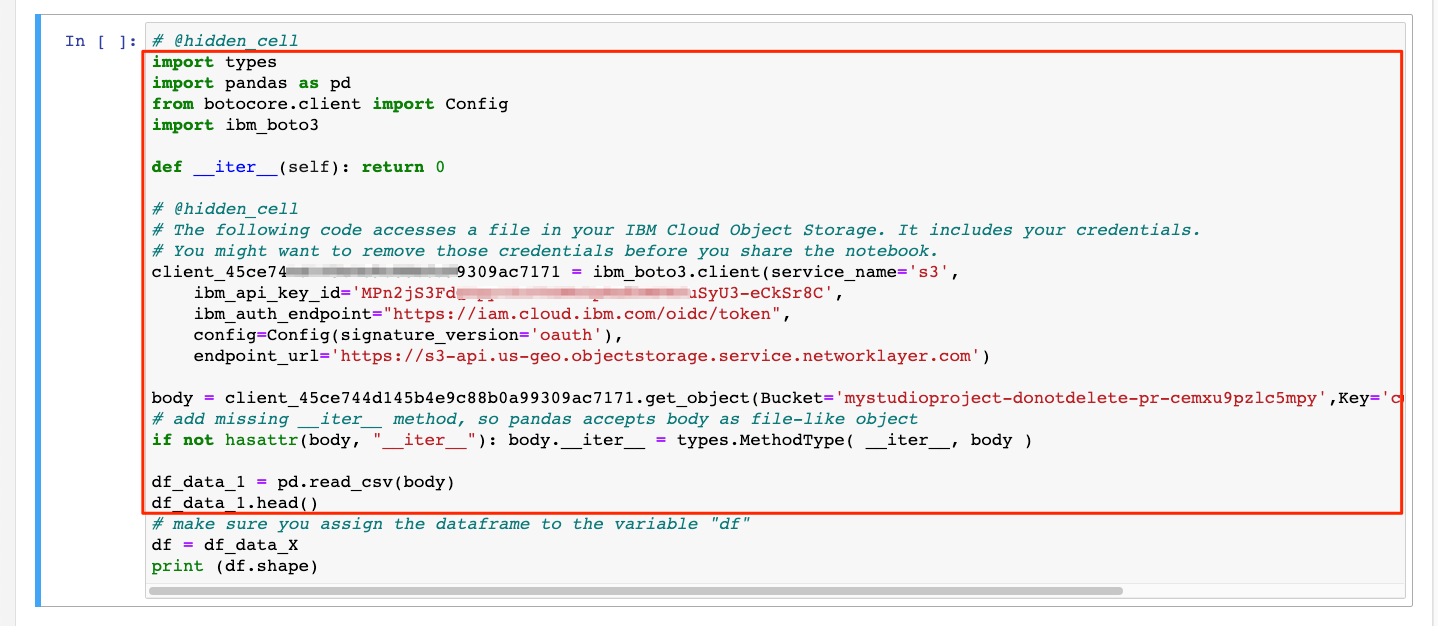 In [ ]:
# @hidden_cell
import types
import pandas as pd
from botocore.client import Config
import ibm_boto3
def __iter__(self): return 0
# @hidden_cell
# The following code accesses a file in your IBM Cloud Object Storage. It includes your credentials.
# You might want to remove those credentials before you share the notebook.
client_45ce74 9309ac7171 = ibm_boto3.client(service_name='s3',
ibm_api_key_id='MPn2jS3Fd uSyU3-eCkSr8C',
ibm_auth_endpoint="https://iam.cloud.ibm.com/oidc/token",
config=Config(signature_version='oauth'),
endpoint_url='https://s3-api.us-geo.objectstorage.service.networklayer.com')
body = client_45ce744d145b4e9c88b0a99309ac7171.get_object(Bucket='mystudioproject-donotdelete-pr-cemxu9pzlc5mpy',Key='
# add missing __iter__ method, so pandas accepts body as file-like object
if not hasattr(body, "__iter__"): body.__iter__ = types.MethodType( __iter__, body )
df_data_1 = pd.read_csv(body)
df_data_1.head()
# make sure you assign the dataframe to the variable "df"
df = df_data_X
print (df.shape)